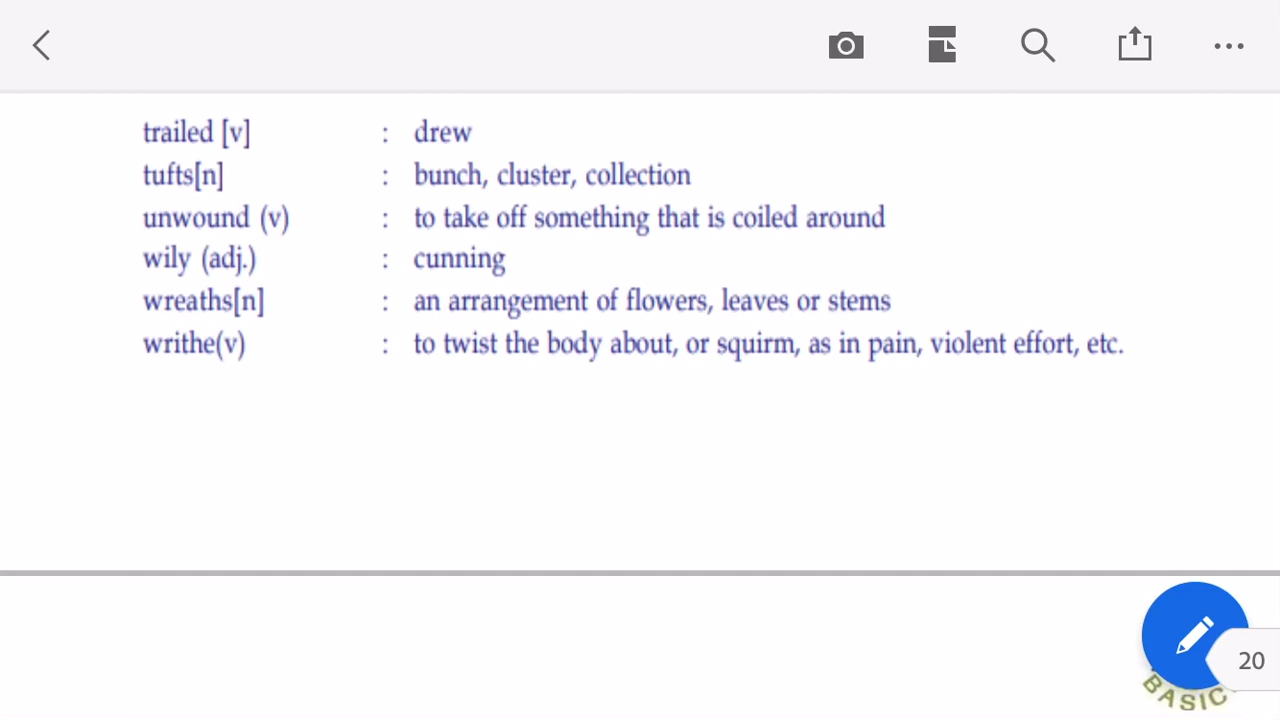 trailed [v] : drew
tufts[n] : bunch, cluster, collection
unwound (v) : to take off something that is coiled around
wily (adj.) : cunning
wreaths[n] : an arrangement of flowers, leaves or stems
writhe(v) : to twist the body about, or squirm, as in pain, violent effort, etc.
20
BASIC